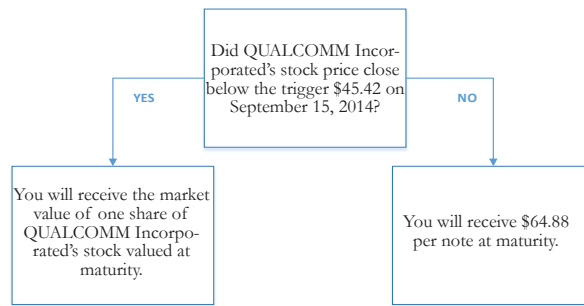 Did QUALCOMM Incor-
porated's stock price close
below the trigger $45.42 on
September 15, 2014?
YES
NO
You will receive the market
value of one share of
QUALCOMM Incorpo-
rated's stock valued at
maturity.
You will receive $64.88
per note at maturity.